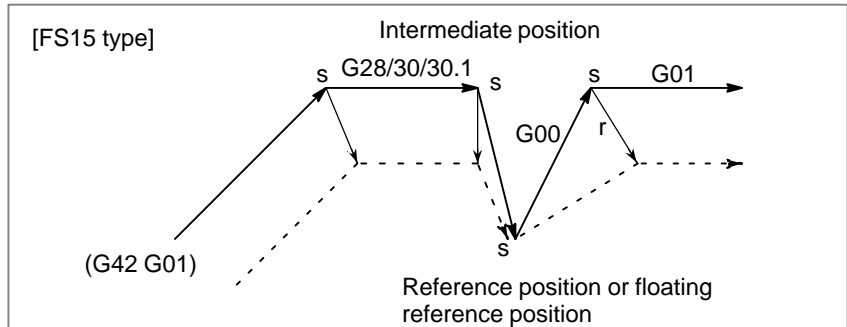 [FS15 type]
Intermediate position
s
G28/30/30.1
s
s
G01
G00
r
(G42 G01)
s
Reference position or floating
reference position